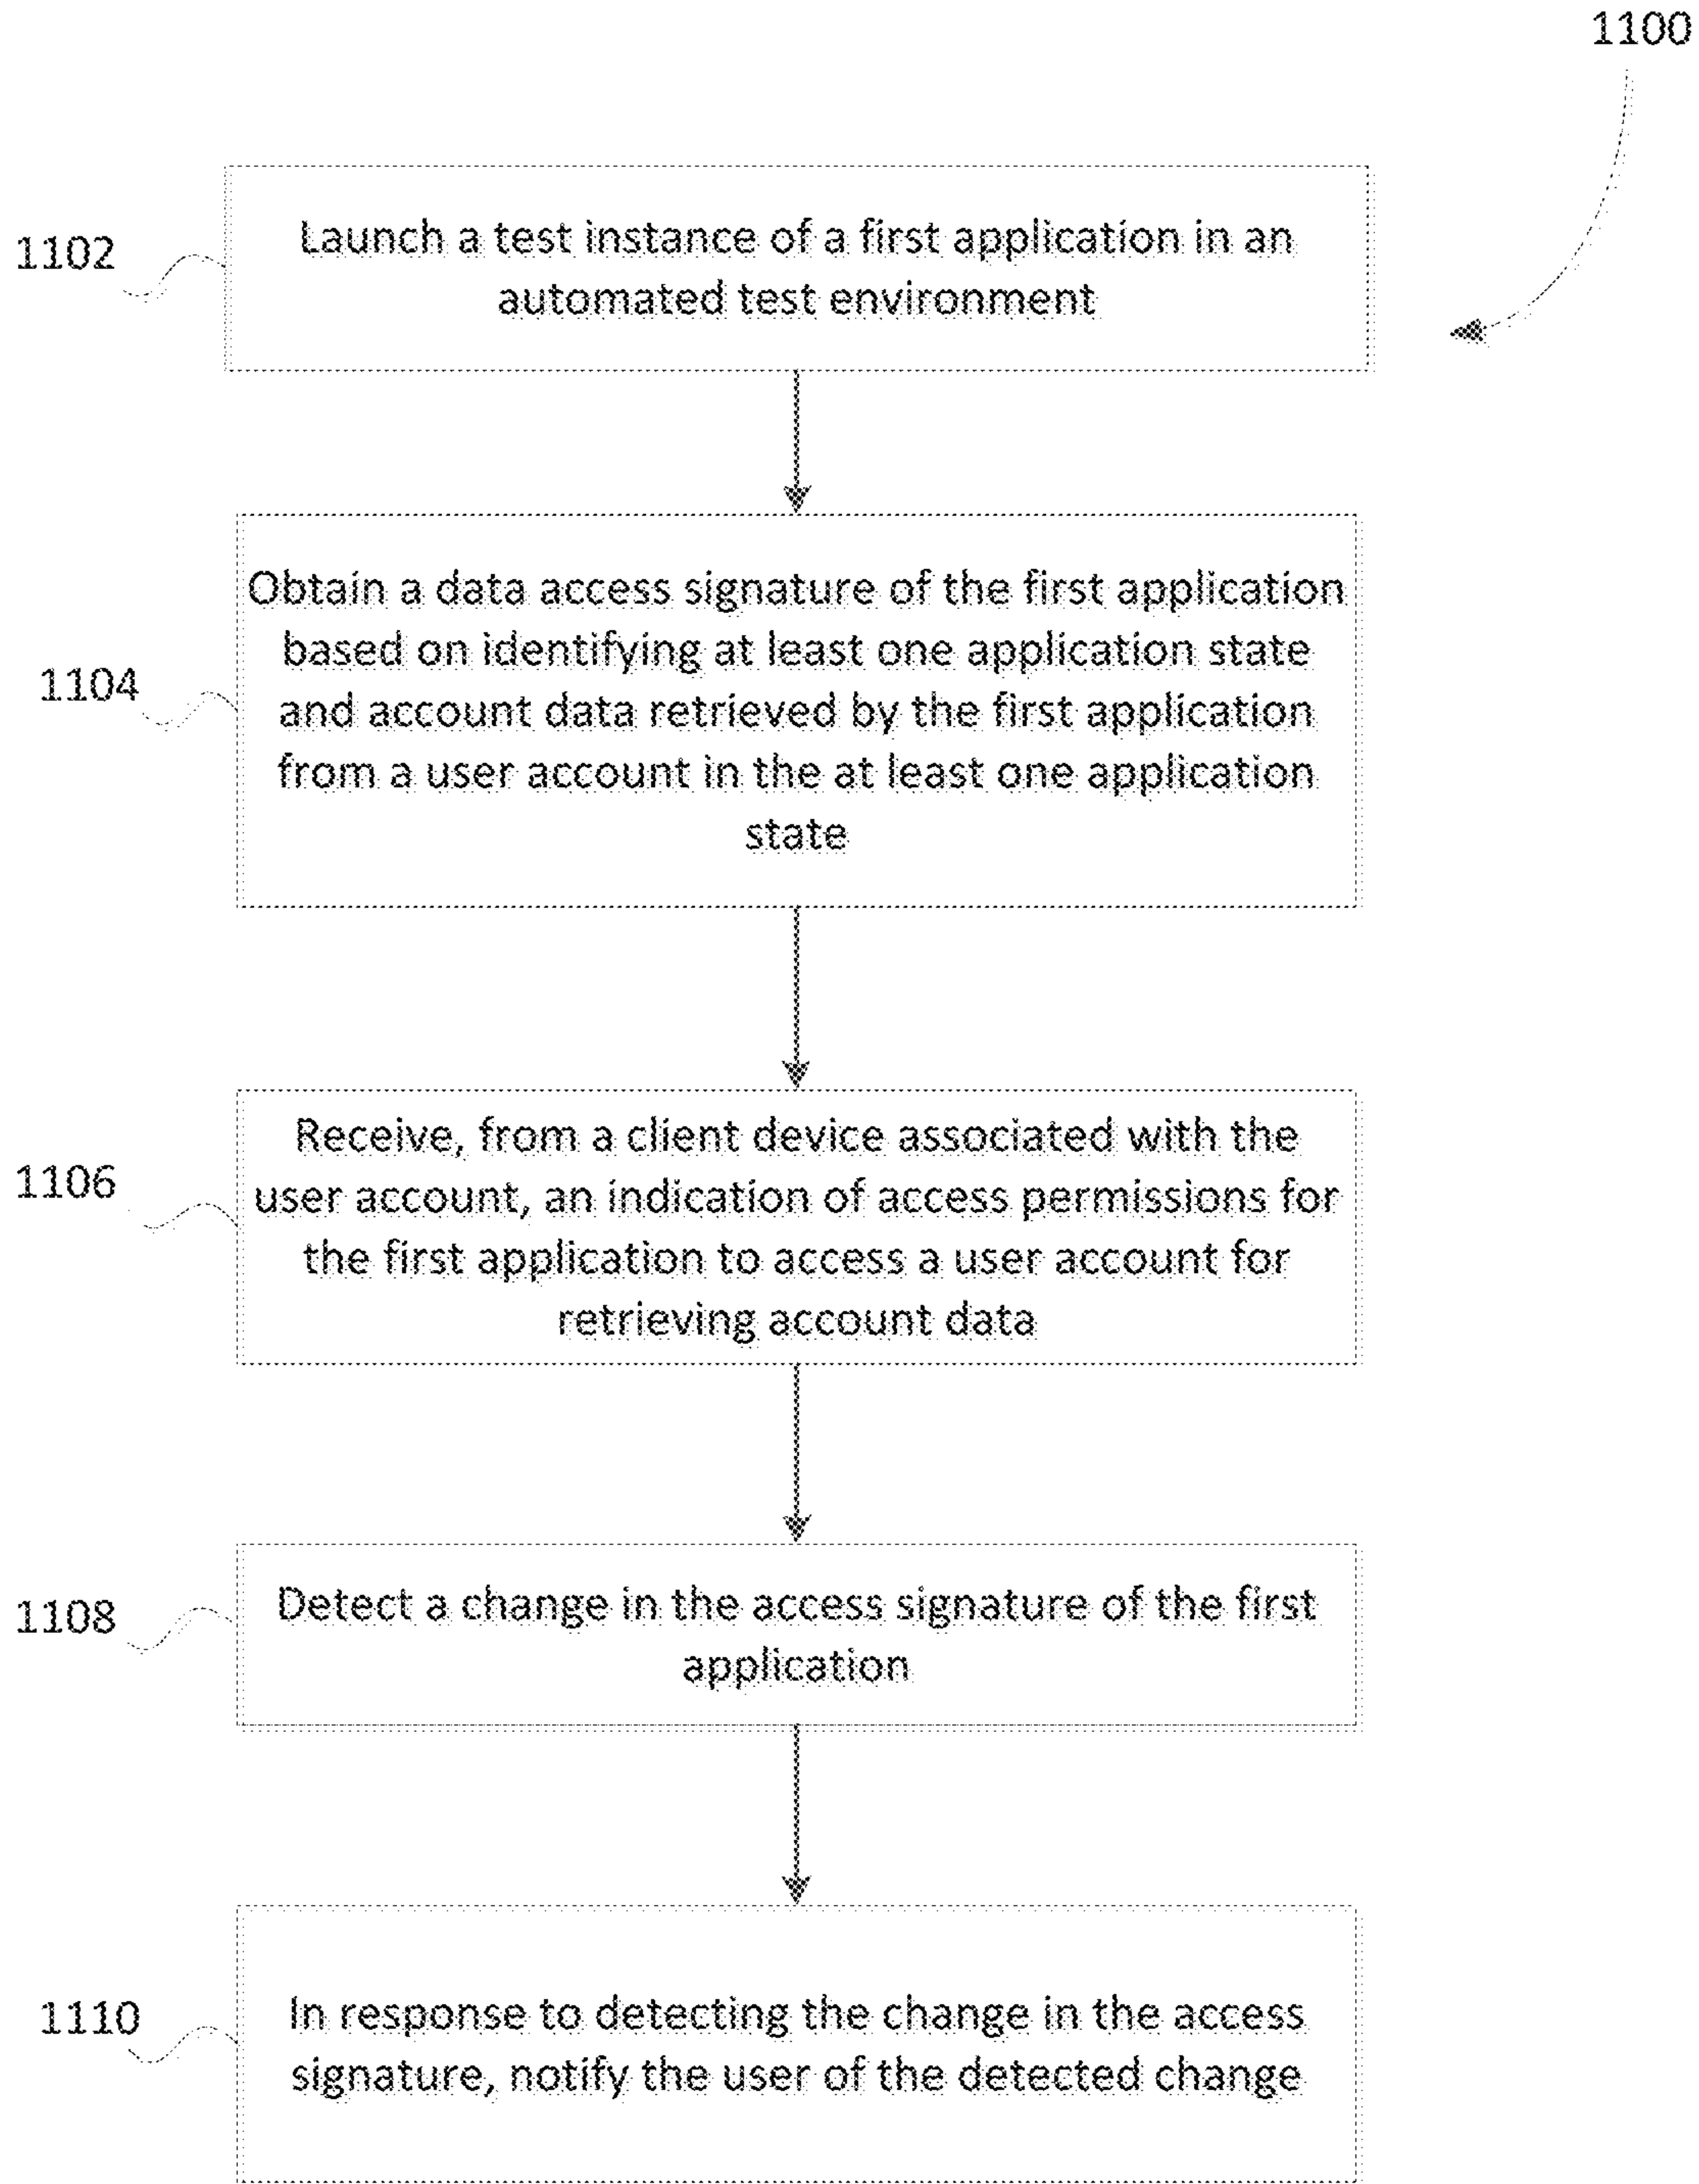 1100
1102
Launch a test instance of a first application in an
automated test environment
1104
Obtain a data access signature of the first application
based on identifying at least one application state
and account data retrieved by the first application
from a user account in the at least one application
state
1106
Receive, from a client device associated with the
user account, an indication of access permissions for
the first application to access a user account for
retrieving account data
1108
Detect a change in the access signature of the first
application
1110
In response to detecting the change in the access
signature, notify the user of the detected change